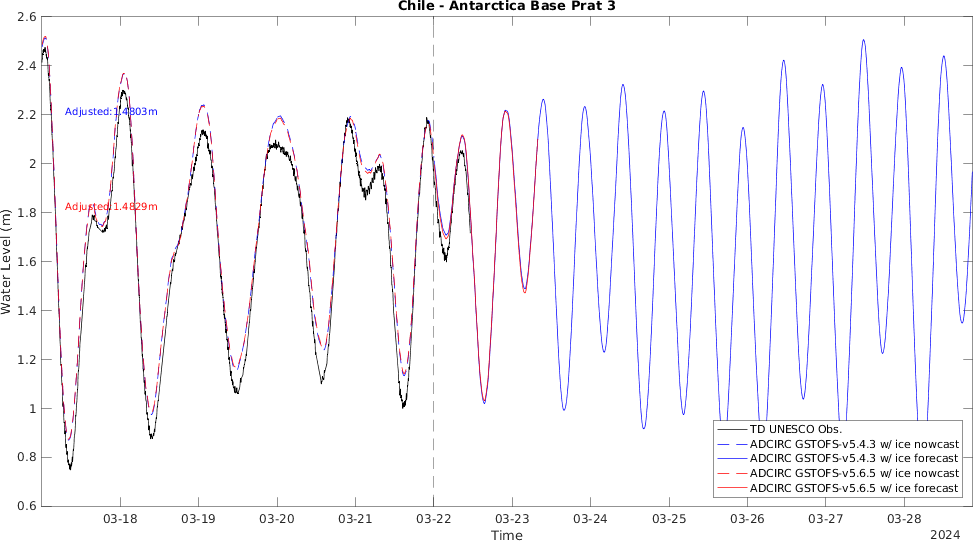 Chile - Antarctica Base Prat 3
2.6
2.4
2.2
2
1.8
1.6
1.4
1.2
1
0.8
0.6
Water Level (m)
Adjusted: 1.4803m
Adjusted: 1.4829m
TD UNESCO Obs.
ADCIRC GSTOFS-v5.4.3 w/ ice nowcast
ADCIRC GSTOFS-v5.4.3 w/ ice forecast
ADCIRC GSTOFS-v5.6.5 w/ ice nowcast
ADCIRC GSTOFS-v5.6.5 w/ ice forecast
03-18 03-19 03-20 03-21 03-22 03-23 03-24 03-25 03-26 03-27 03-28
Time
2024